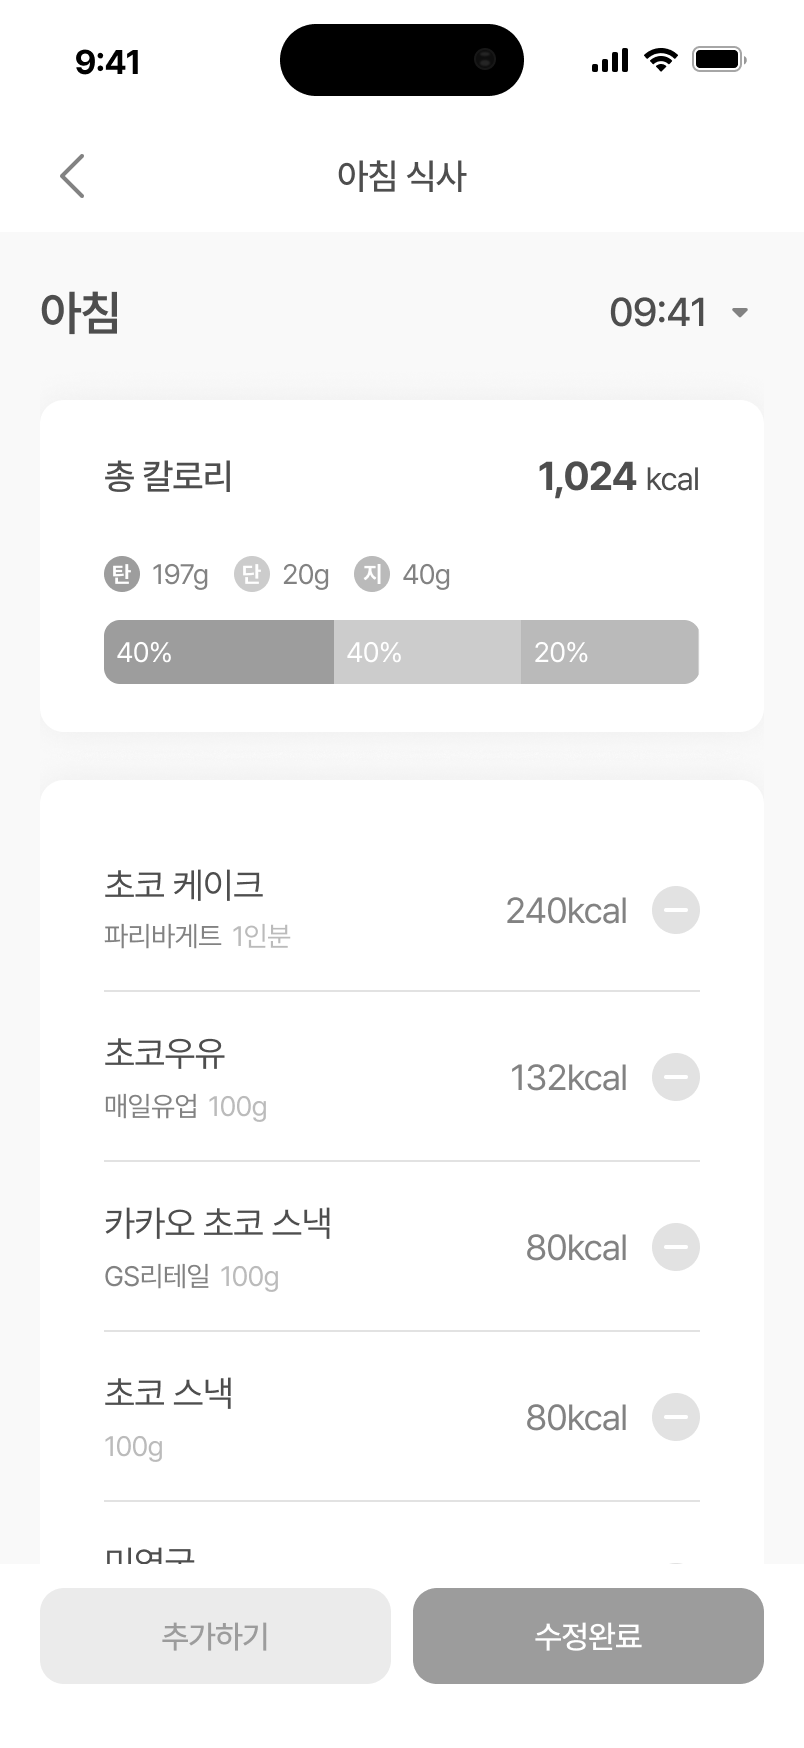 9:41
아침 식사
아침
09:41
총 칼로리
1,024 kcal
탄 197g 단 20g 지 40g
40% 40% 20%
초코 케이크
파리바게트 1인분
240kcal
초코우유
매일유업 100g
132kcal
카카오 초코 스낵
GS리테일 100g
80kcal
초코 스낵
100g
80kcal
추가하기
수정완료